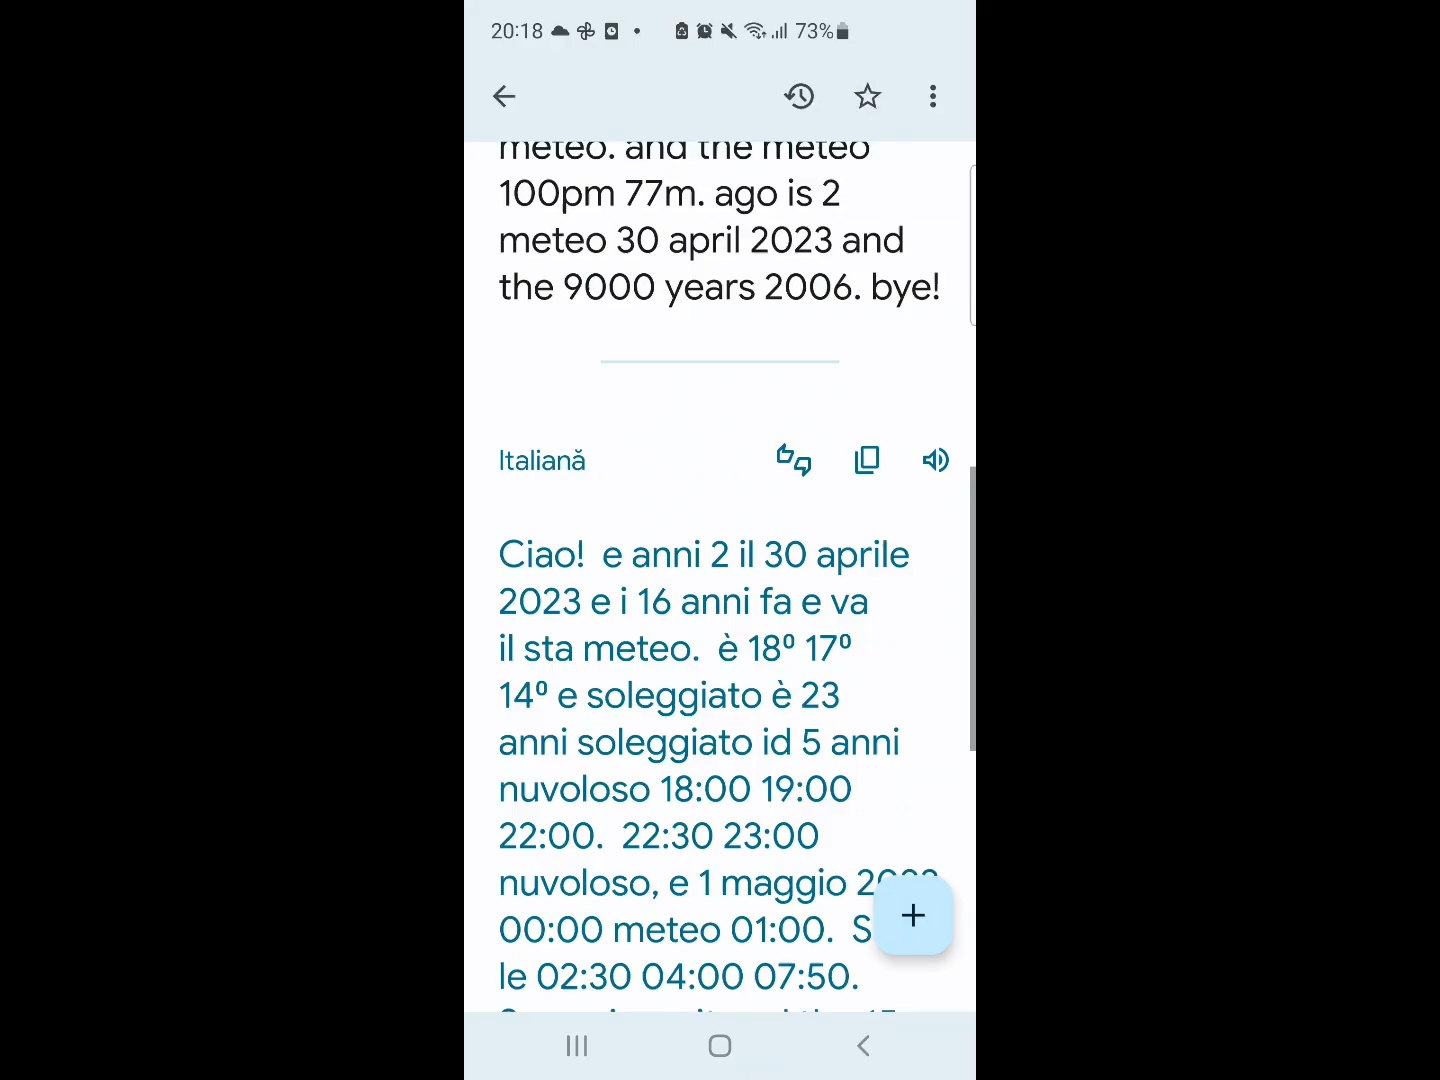 20:18 73%
meteo. and the meteo
100pm 77m. ago is 2
meteo 30 april 2023 and
the 9000 years 2006. bye!
Italiană
Ciao!  e anni 2 il 30 aprile
2023 e i 16 anni fa e va
il sta meteo.  è 18º 17º
14º e soleggiato è 23
anni soleggiato id 5 anni
nuvoloso 18:00 19:00
22:00.  22:30 23:00
nuvoloso, e 1 maggio
00:00 meteo 01:00.
le 02:30 04:00 07:50.